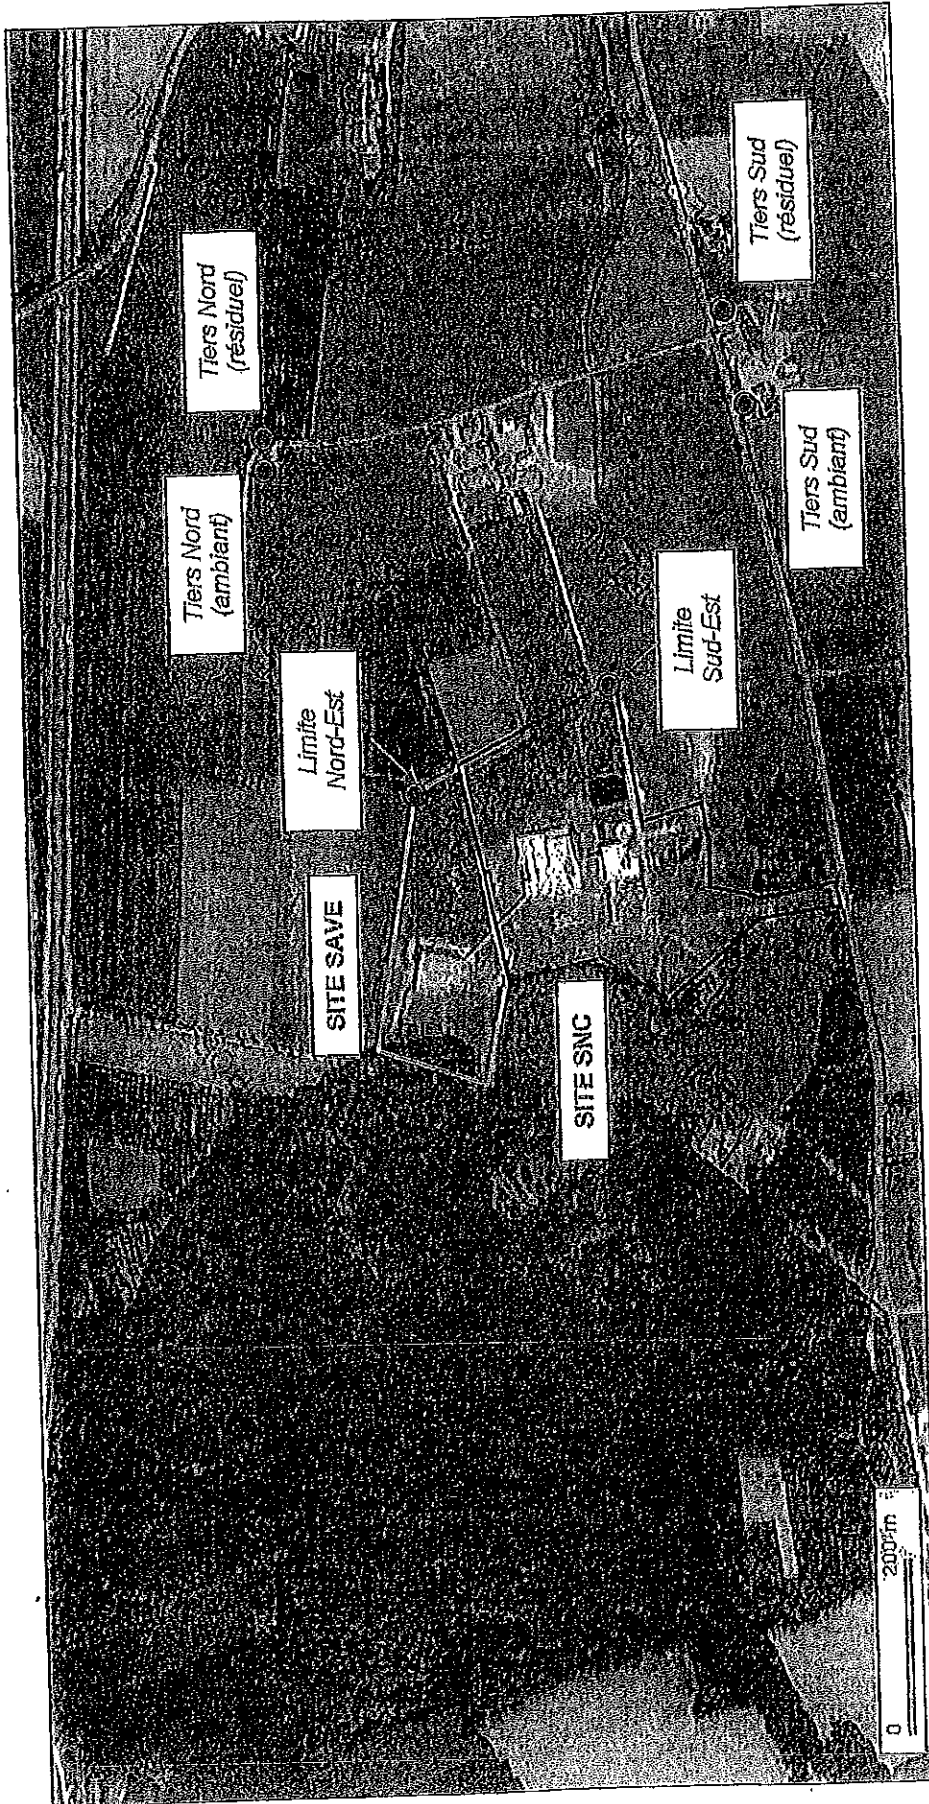 Tiers Nord
(résiduel)
Tiers Nord
(ambiant)
Limite
Nord-Est
SITE SAVE
SITE SNC
Limite
Sud-Est
Tiers Sud
(résiduel)
Tiers Sud
(ambiant)
0
200 m